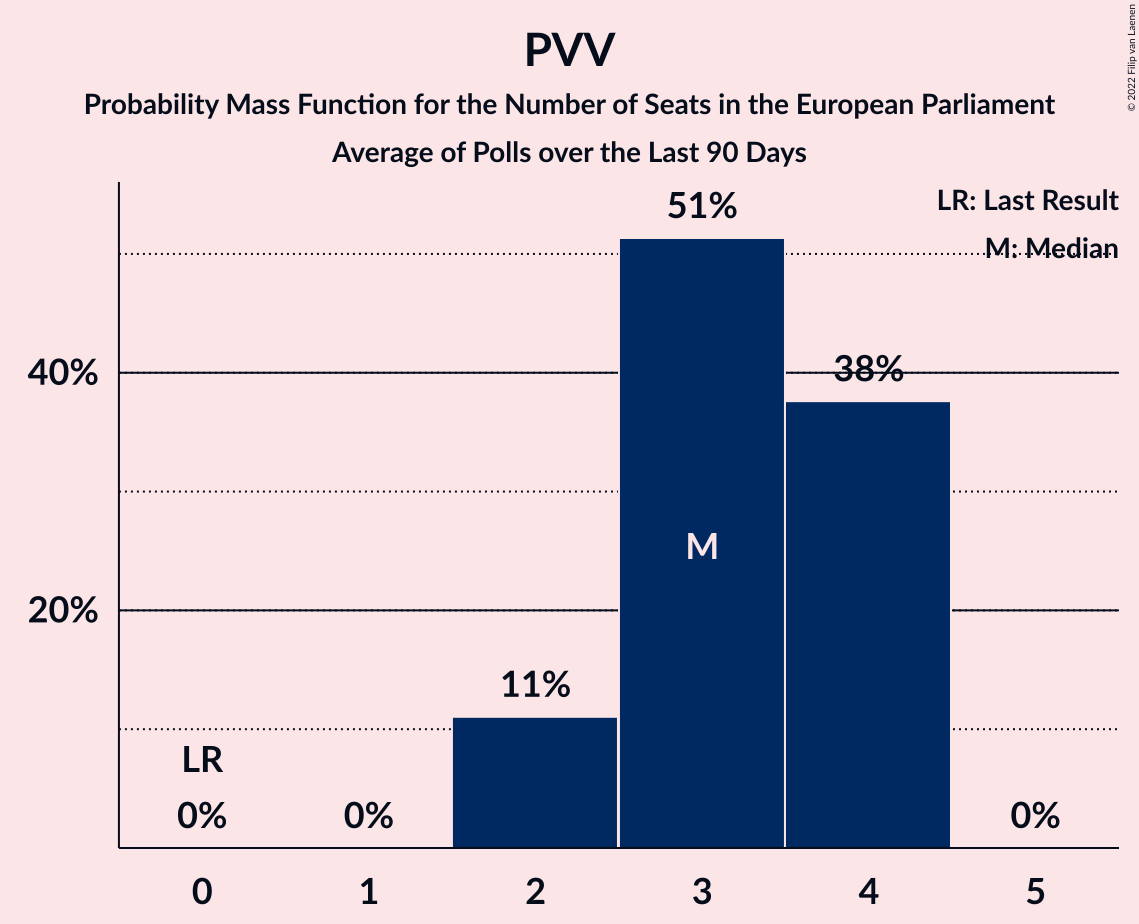 PVV
Probability Mass Function for the Number of Seats in the European Parliament
Average of Polls over the Last 90 Days
© 2022 Filip van Laenen
LR: Last Result
M: Median
51%
40%
38%
M
20%
11%
LR
0%
0%
0%
0 1 2 3 4 5